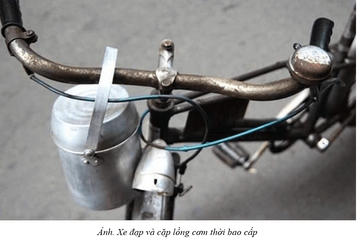 Ảnh. Xe đạp và cặp lồng cơm thời bao cấp